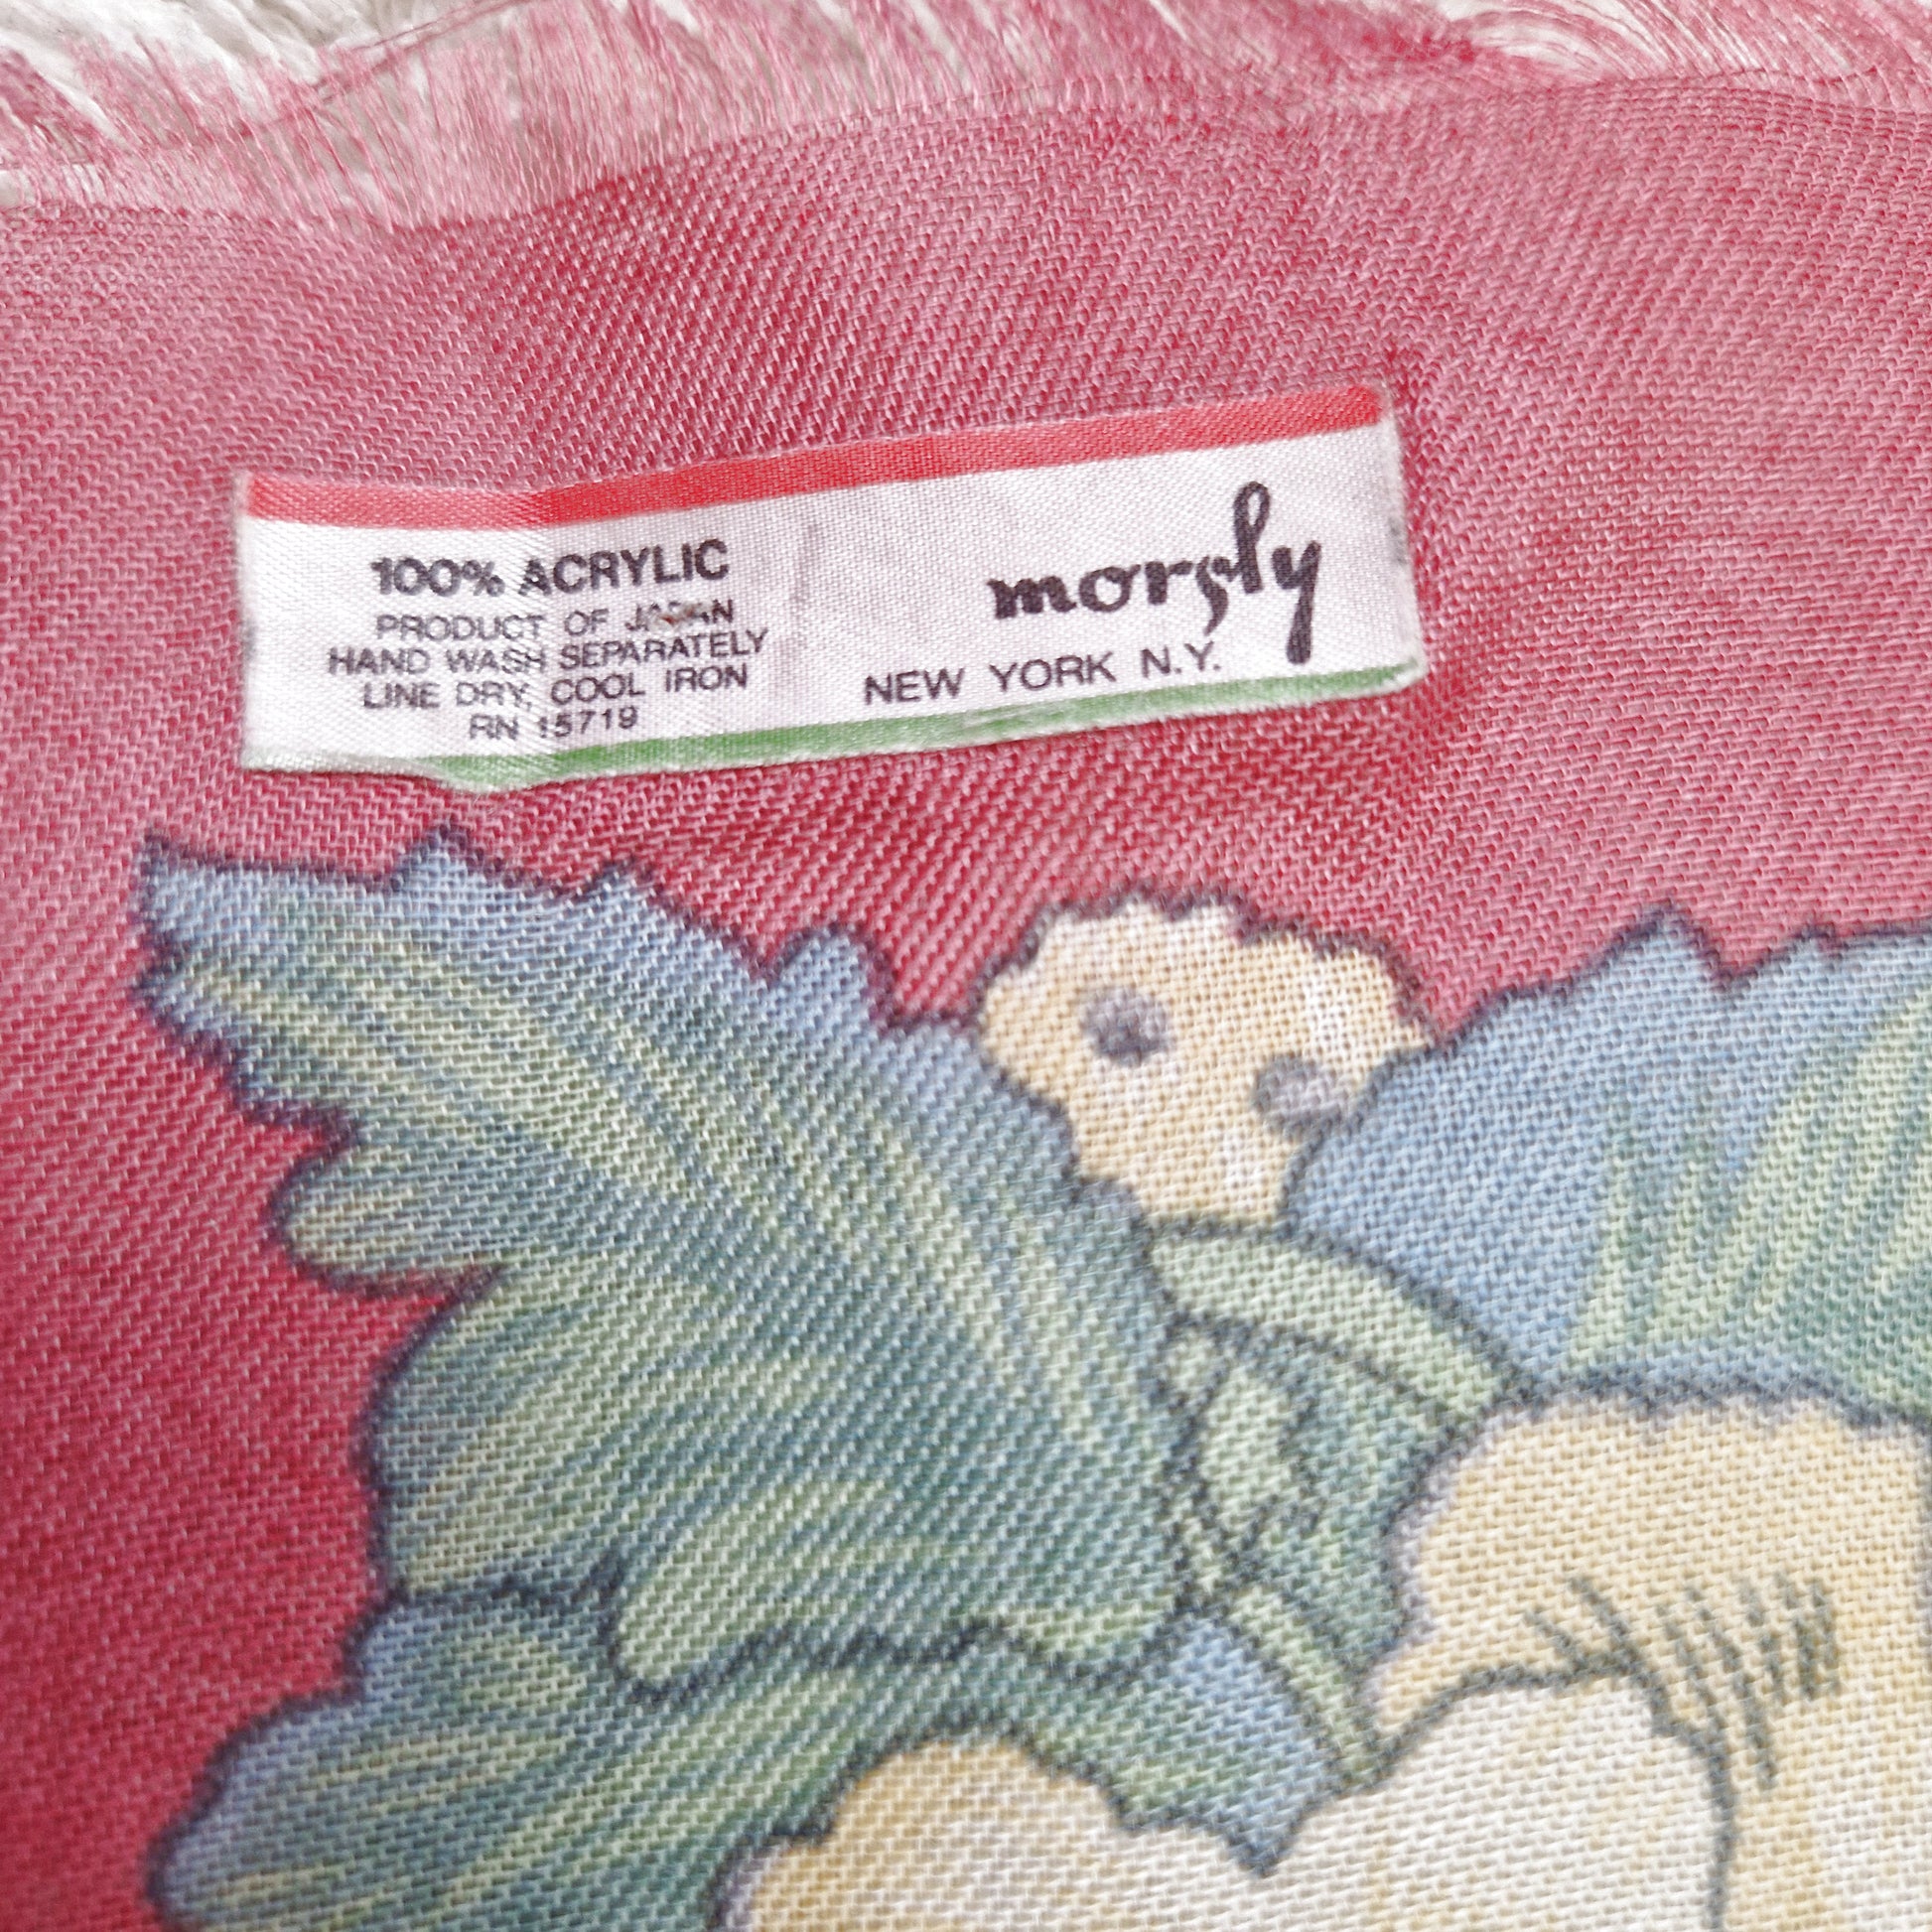 100% ACRYLIC
PRODUCT OF JAPAN
HAND WASH SEPARATELY
LINE DRY, COOL IRON
RN 15719
morsly
NEW YORK N.Y.